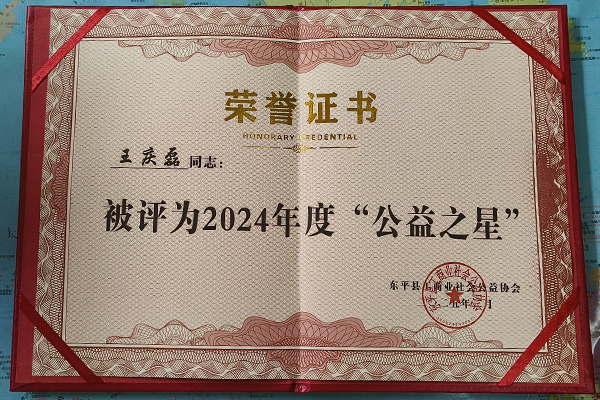 荣誉证书
HONORARY CREDENTIAL
王庆磊 同志：
被评为2024年度“公益之星”
东平县工商业社会公益协会